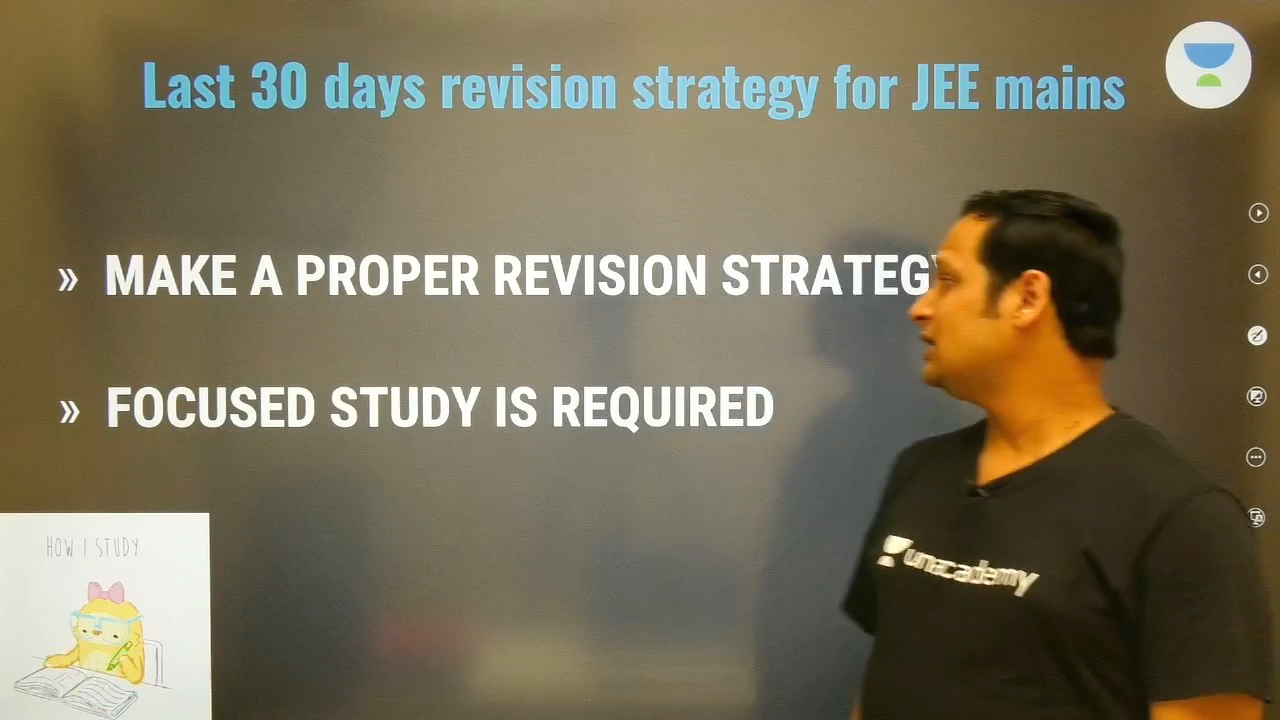 Last 30 days revision strategy for JEE mains
» MAKE A PROPER REVISION STRATEGY
» FOCUSED STUDY IS REQUIRED
HOW I STUDY
unacademy